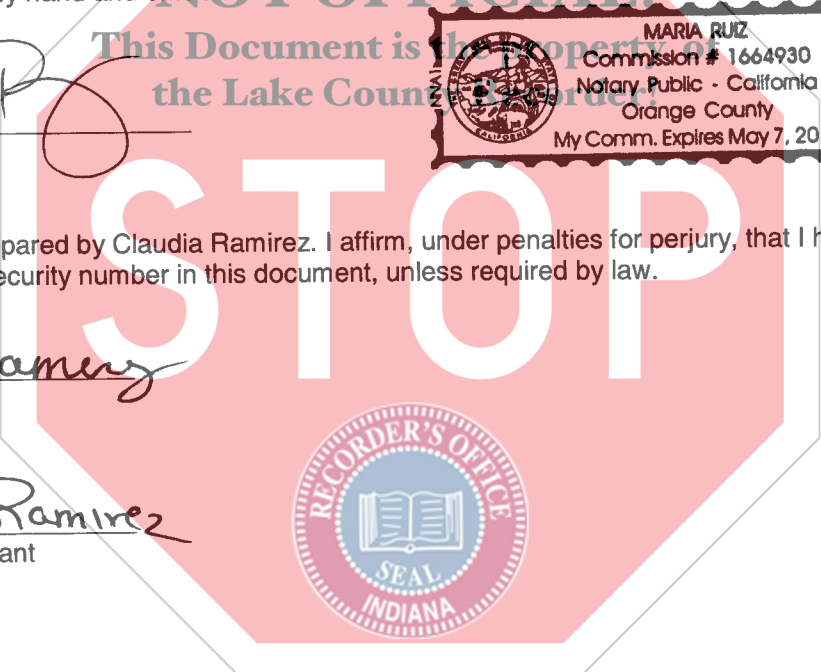 NOT OFFICIAL!
This Document is the property of
the Lake County Recorder!
MARIA RUIZ
Commission # 1664930
Notary Public - California
Orange County
My Comm. Expires May 7, 20
STOP
pared by Claudia Ramirez. I affirm, under penalties for perjury, that I h
ecurity number in this document, unless required by law.
Ramirez
ant
RECORDER'S OFFICE
SEAL
INDIANA